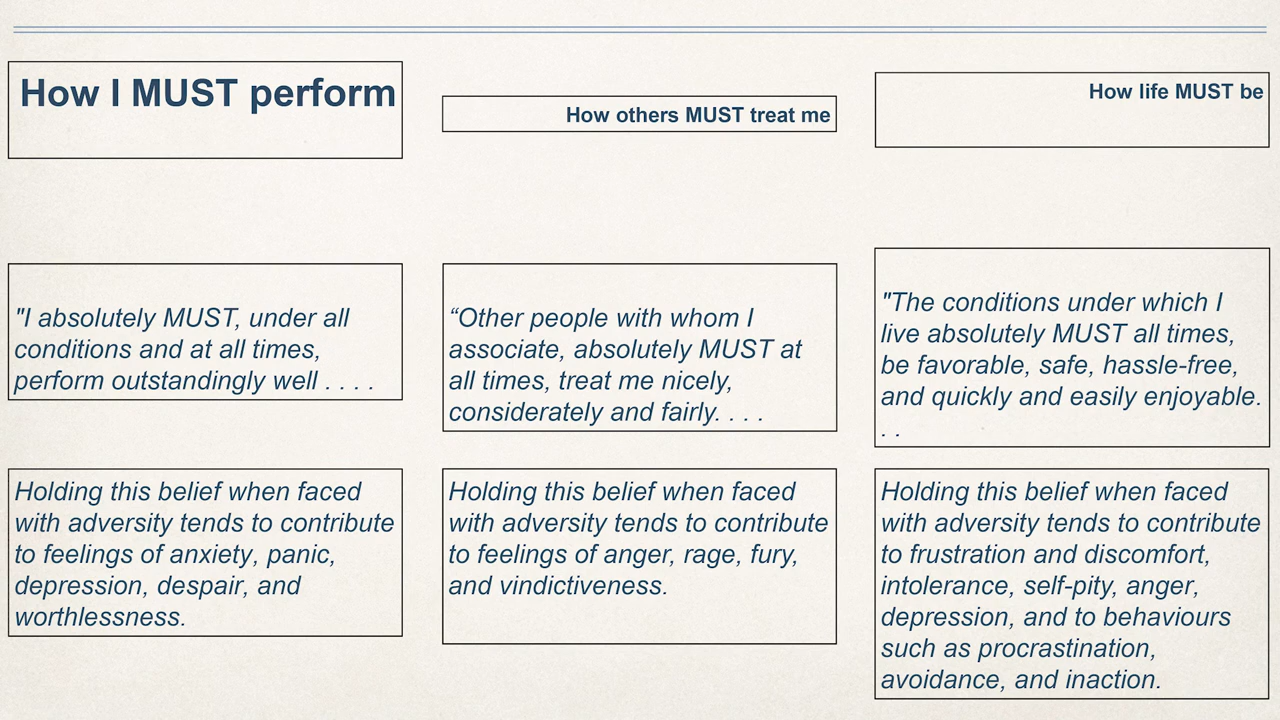 How I MUST perform
How others MUST treat me
How life MUST be
"I absolutely MUST, under all
conditions and at all times,
perform outstandingly well . . . .
“Other people with whom I
associate, absolutely MUST at
all times, treat me nicely,
considerately and fairly. . . .
"The conditions under which I
live absolutely MUST all times,
be favorable, safe, hassle-free,
and quickly and easily enjoyable.
. .
Holding this belief when faced
with adversity tends to contribute
to feelings of anxiety, panic,
depression, despair, and
worthlessness.
Holding this belief when faced
with adversity tends to contribute
to feelings of anger, rage, fury,
and vindictiveness.
Holding this belief when faced
with adversity tends to contribute
to frustration and discomfort,
intolerance, self-pity, anger,
depression, and to behaviours
such as procrastination,
avoidance, and inaction.